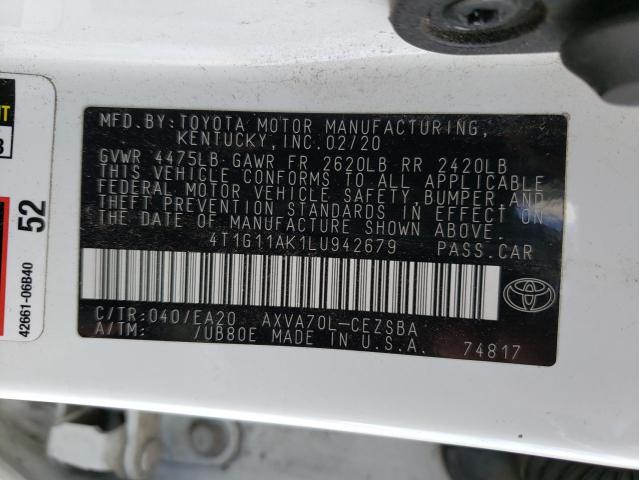 MFD.BY:TOYOTA MOTOR MANUFACTURING,
KENTUCKY,INC.02/20
GVWR 4475LB GAWR FR 2620LB RR 2420LB
THIS VEHICLE CONFORMS TO ALL APPLICABLE
FEDERAL MOTOR VEHICLE SAFETY,BUMPER,AND
THEFT PREVENTION STANDARDS IN EFFECT ON
THE DATE OF MANUFACTURE SHOWN ABOVE.
4T1G11AK1LU942679 PASS.CAR
C/TR:040/EA20 AXVA70L-CEZSBA
A/TM: /UB80E MADE IN U.S.A. 74817
52
42661-06B40